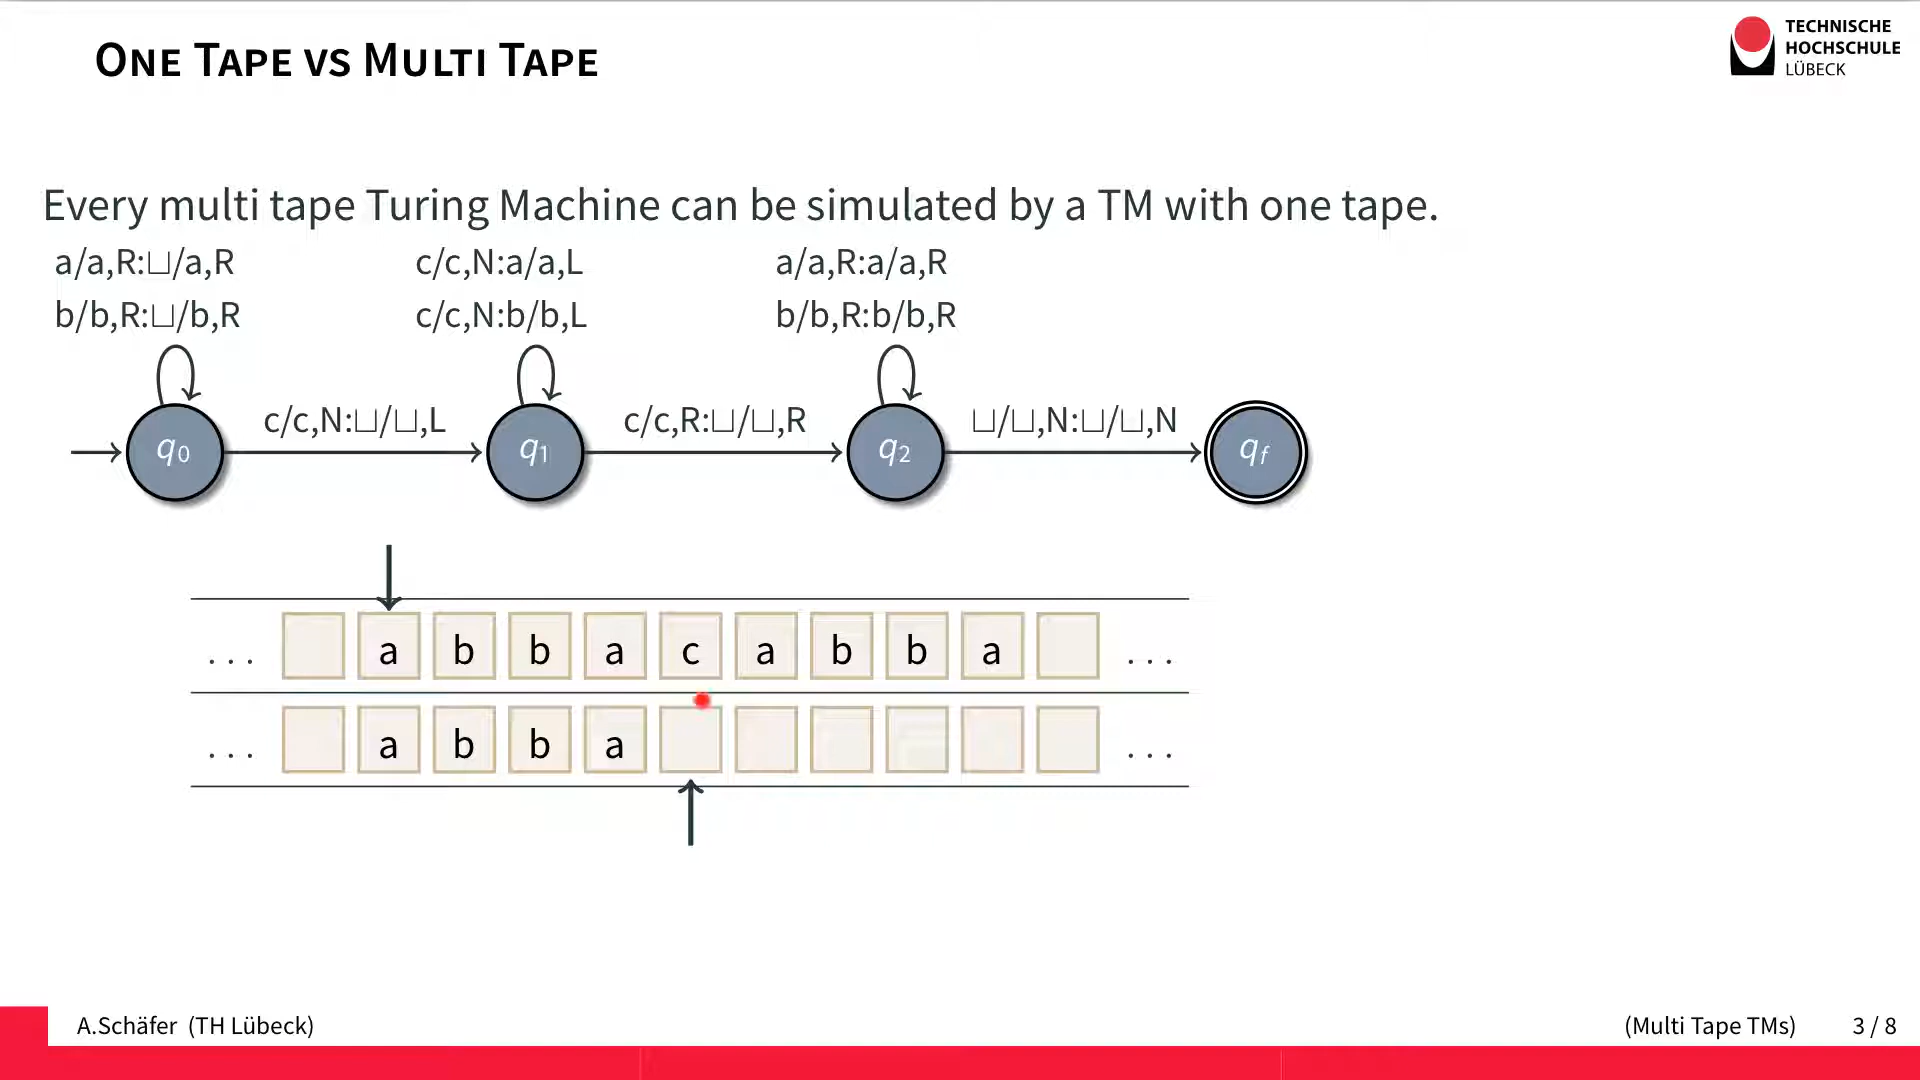 ONE TAPE VS MULTI TAPE
TECHNISCHE
HOCHSCHULE
LÜBECK
Every multi tape Turing Machine can be simulated by a TM with one tape.
a/a,R:⊔/a,R c/c,N:a/a,L a/a,R:a/a,R
b/b,R:⊔/b,R c/c,N:b/b,L b/b,R:b/b,R
c/c,N:⊔/⊔,L c/c,R:⊔/⊔,R ⊔/⊔,N:⊔/⊔,N
q0 q1 q2 qf
... a b b a c a b b a ...
... a b b a ...
A.Schäfer (TH Lübeck) (Multi Tape TMs) 3 / 8